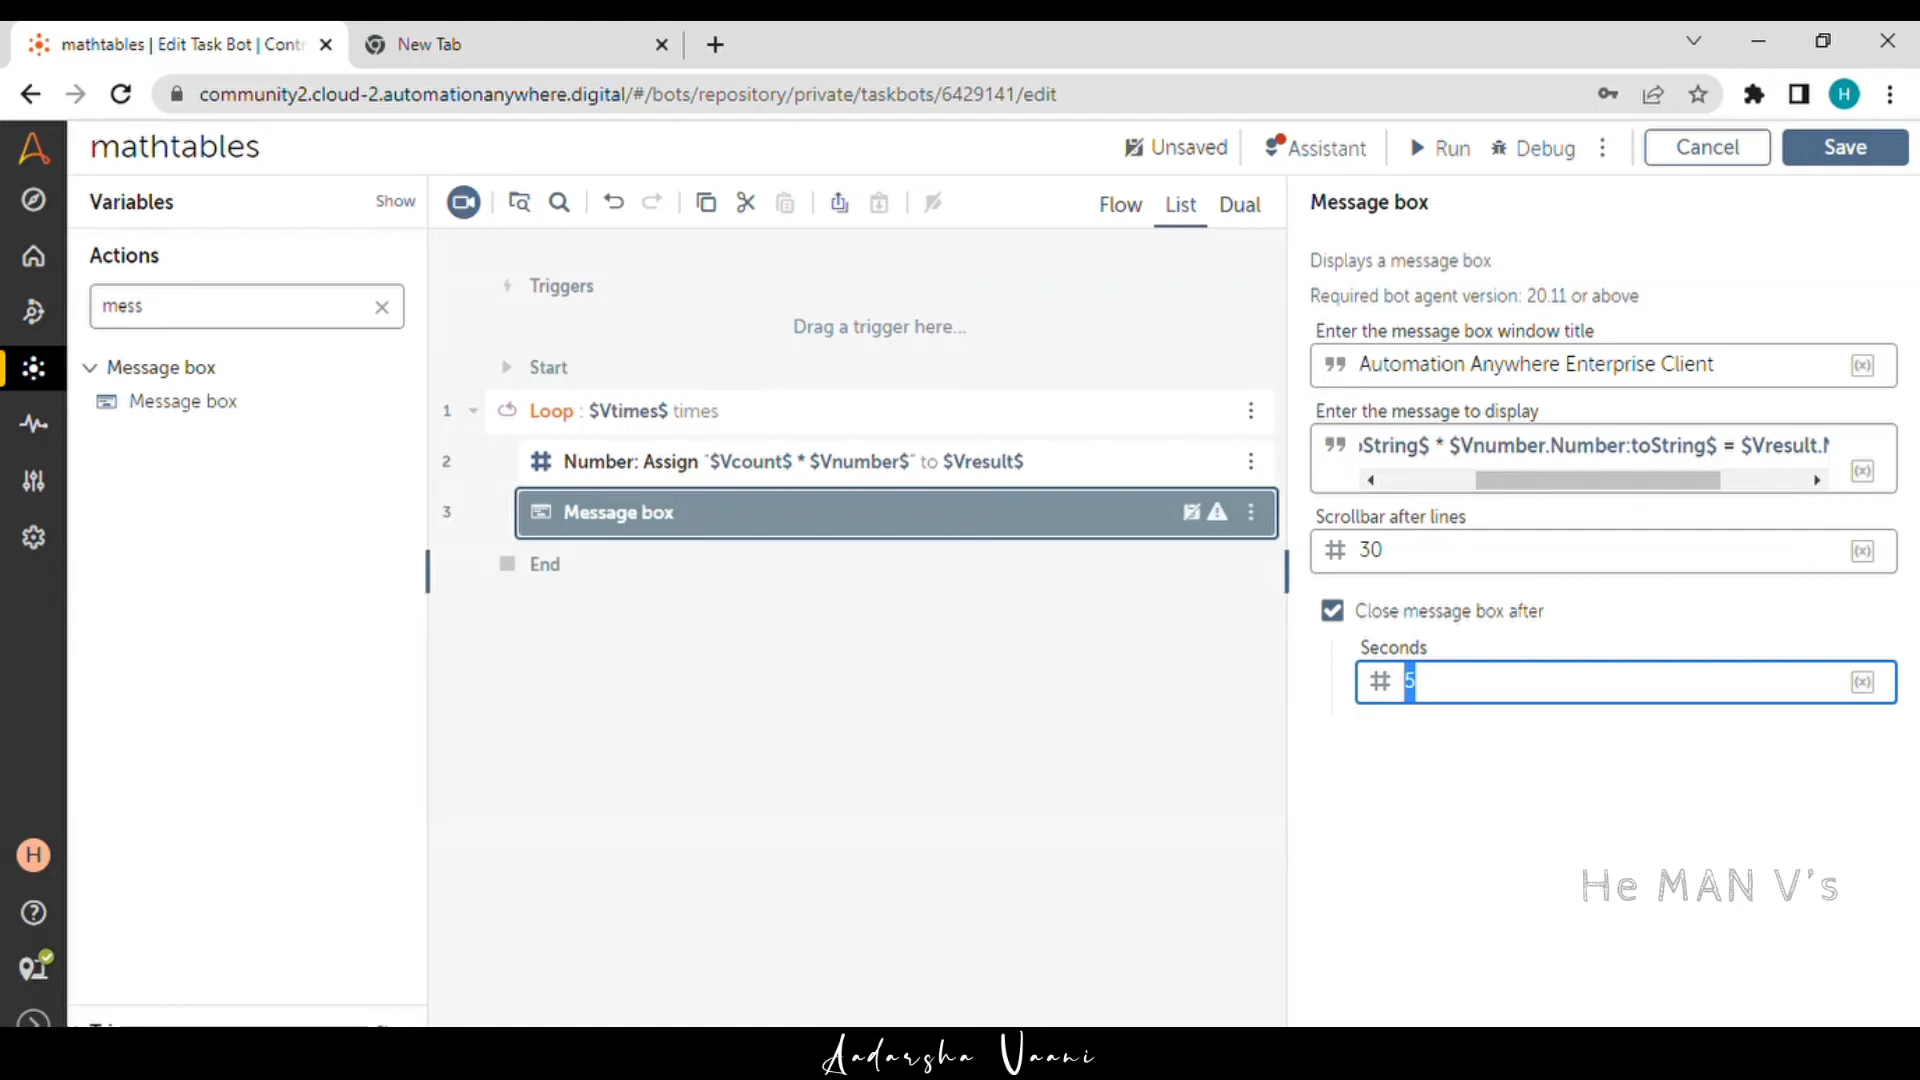 mathtables | Edit Task Bot | Contr
New Tab
community2.cloud-2.automationanywhere.digital/#/bots/repository/private/taskbots/6429141/edit
H
mathtables
Unsaved
Assistant
Run
Debug
Cancel
Save
Variables
Show
Flow
List
Dual
Actions
mess
Message box
Message box
Triggers
Drag a trigger here...
Start
1 Loop : $Vtimes$ times
2 Number: Assign "$Vcount$ * $Vnumber$" to $Vresult$
3 Message box
End
Message box
Displays a message box
Required bot agent version: 20.11 or above
Enter the message box window title
Automation Anywhere Enterprise Client
(x)
Enter the message to display
String$ * $Vnumber.Number:toString$ = $Vresult.
(x)
Scrollbar after lines
30
(x)
Close message box after
Seconds
5
(x)
H
He MAN V's
Aadarsha Vaani